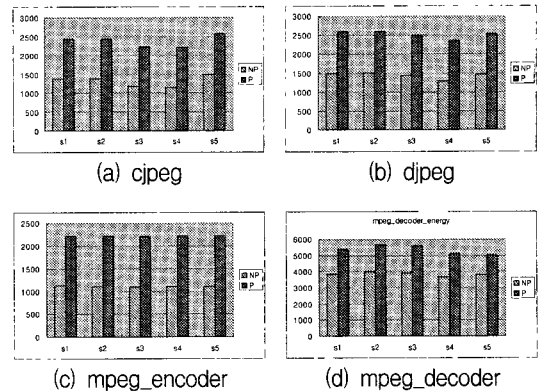 3000
2500
2000
1500
1000
500
0
s1 s2 s3 s4 s5
NP
P
(a) cjpeg
3000
2500
2000
1500
1000
500
0
s1 s2 s3 s4 s5
NP
P
(b) djpeg
2500
2000
1500
1000
500
0
s1 s2 s3 s4 s5
NP
P
(c) mpeg_encoder
mpeg_decoder_energy
6000
5000
4000
3000
2000
1000
0
s1 s2 s3 s4 s5
NP
P
(d) mpeg_decoder